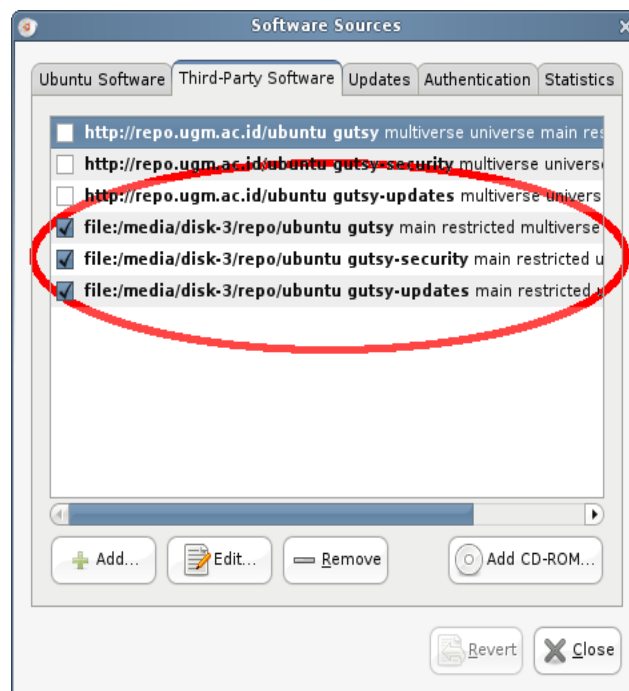 Software Sources
Ubuntu Software Third-Party Software Updates Authentication Statistics
http://repo.ugm.ac.id/ubuntu gutsy multiverse universe main res
http://repo.ugm.ac.id/ubuntu gutsy-security multiverse universe
http://repo.ugm.ac.id/ubuntu gutsy-updates multiverse univers
file:/media/disk-3/repo/ubuntu gutsy main restricted multiverse
file:/media/disk-3/repo/ubuntu gutsy-security main restricted u
file:/media/disk-3/repo/ubuntu gutsy-updates main restricted
Add... Edit... Remove Add CD-ROM...
Revert Close